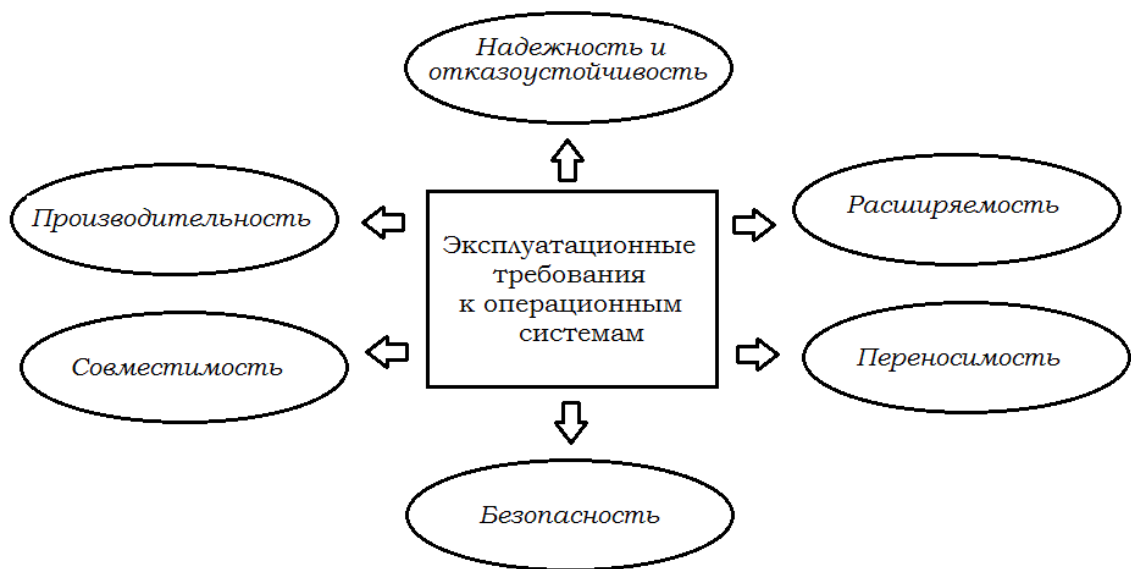 Надежность и
отказоустойчивость
Производительность
Расширяемость
Эксплуатационные
требования
к операционным
системам
Совместимость
Переносимость
Безопасность